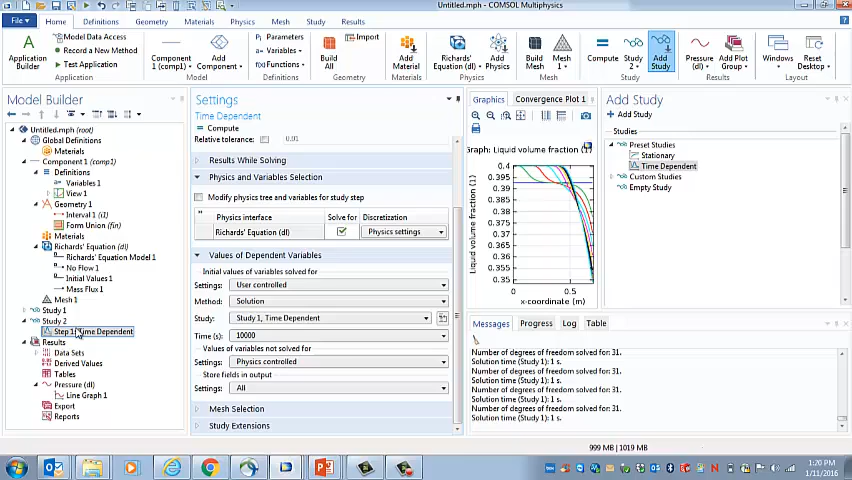 Untitled.mph - COMSOL Multiphysics
File
Home
Definitions
Geometry
Materials
Physics
Mesh
Study
Results
Application Builder
Model Data Access
Record a New Method
Test Application
Application
Component 1 (comp1)
Add Component
Model
Pi Parameters
a= Variables
f(x) Functions
Definitions
Import
Build All
Geometry
Add Material
Materials
Richards' Equation (dl)
Add Physics
Physics
Build Mesh
Mesh 1
Mesh
Compute
Study 2
Add Study
Study
Pressure (dl)
Add Plot Group
Results
Windows
Reset Desktop
Layout
Model Builder
Untitled.mph (root)
Global Definitions
Materials
Component 1 (comp1)
Definitions
Variables 1
View 1
Geometry 1
Interval 1 (i1)
Form Union (fin)
Materials
Richards' Equation (dl)
Richards' Equation Model 1
No Flow 1
Initial Values 1
Mass Flux 1
Mesh 1
Study 1
Study 2
Step 1: Time Dependent
Results
Data Sets
Derived Values
Tables
Pressure (dl)
Line Graph 1
Export
Reports
Settings
Time Dependent
= Compute
Relative tolerance: 0.01
Results While Solving
Physics and Variables Selection
Modify physics tree and variables for study step
Physics interface Solve for Discretization
Richards' Equation (dl) Physics settings
Values of Dependent Variables
Initial values of variables solved for
Settings: User controlled
Method: Solution
Study: Study 1, Time Dependent
Time (s): 10000
Values of variables not solved for
Settings: Physics controlled
Store fields in output
Settings: All
Mesh Selection
Study Extensions
Graphics
Convergence Plot 1
Graph: Liquid volume fraction (1)
Liquid volume fraction (1)
0.4
0.395
0.39
0.385
0.38
0.375
0.37
0.365
0.36
0.355
0.35
0 0.5
x-coordinate (m)
Messages
Progress
Log
Table
Number of degrees of freedom solved for: 31.
Solution time (Study 1): 1 s.
Number of degrees of freedom solved for: 31.
Solution time (Study 1): 1 s.
Number of degrees of freedom solved for: 31.
Solution time (Study 1): 1 s.
Number of degrees of freedom solved for: 31.
Solution time (Study 1): 1 s.
Add Study
+ Add Study
Studies
Preset Studies
Stationary
Time Dependent
Custom Studies
Empty Study
999 MB | 1019 MB
1:20 PM
1/11/2016